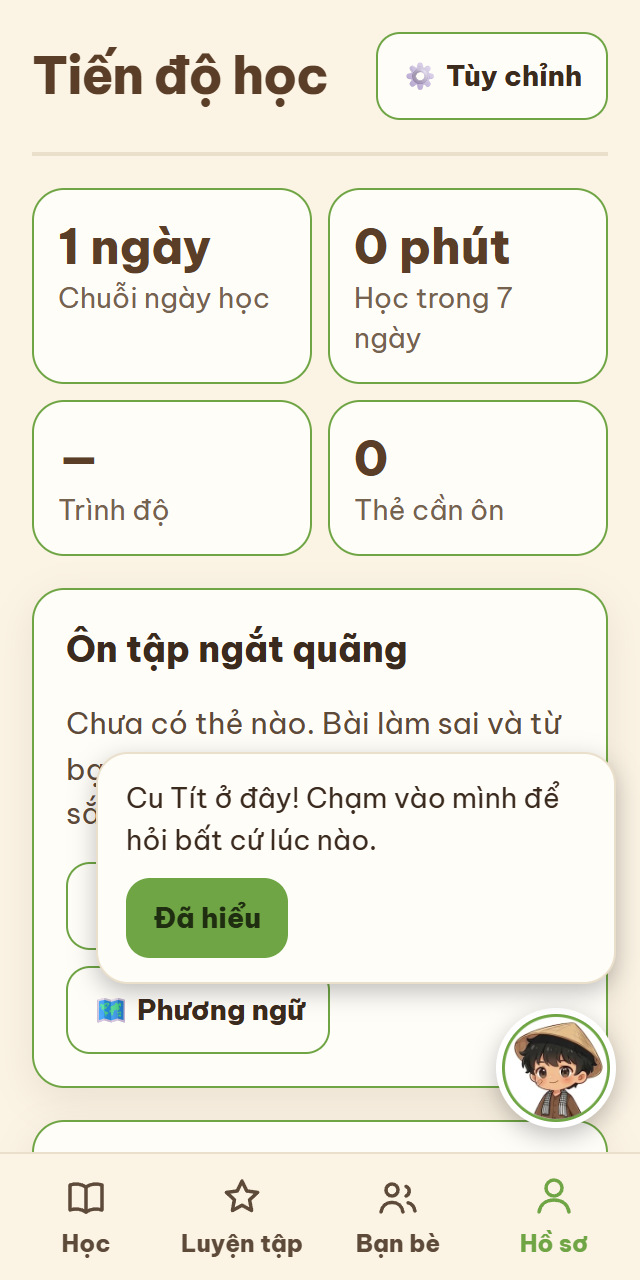 Tiến độ học
Tùy chỉnh
1 ngày
Chuỗi ngày học
0 phút
Học trong 7
ngày
–
Trình độ
0
Thẻ cần ôn
Ôn tập ngắt quãng
Chưa có thẻ nào. Bài làm sai và từ
Cu Tít ở đây! Chạm vào mình để
hỏi bất cứ lúc nào.
Đã hiểu
Phương ngữ
Học
Luyện tập
Bạn bè
Hồ sơ